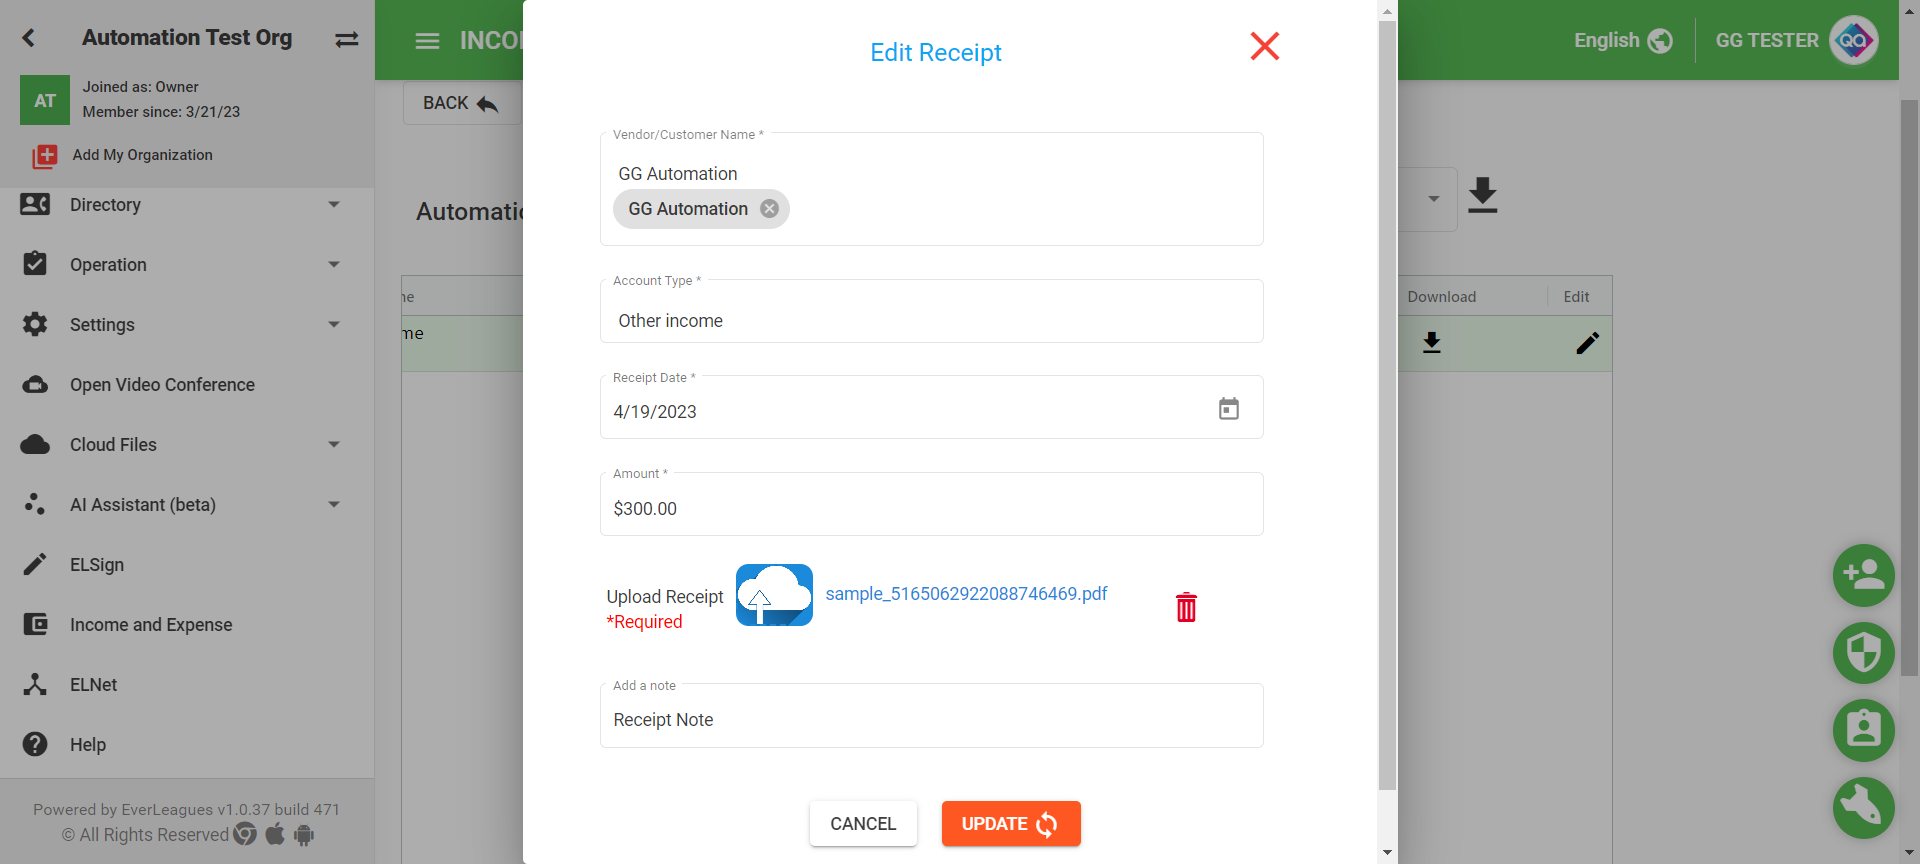 Automation Test Org
AT
Joined as: Owner
Member since: 3/21/23
Add My Organization
Directory
Operation
Settings
Open Video Conference
Cloud Files
AI Assistant (beta)
ELSign
Income and Expense
ELNet
Help
Powered by EverLeagues v1.0.37 build 471
© All Rights Reserved
English
GG TESTER
QA
BACK
Download
Edit
Edit Receipt
Vendor/Customer Name *
GG Automation
GG Automation
Account Type *
Other income
Receipt Date *
4/19/2023
Amount *
$300.00
Upload Receipt
*Required
sample_5165062922088746469.pdf
Add a note
Receipt Note
CANCEL
UPDATE